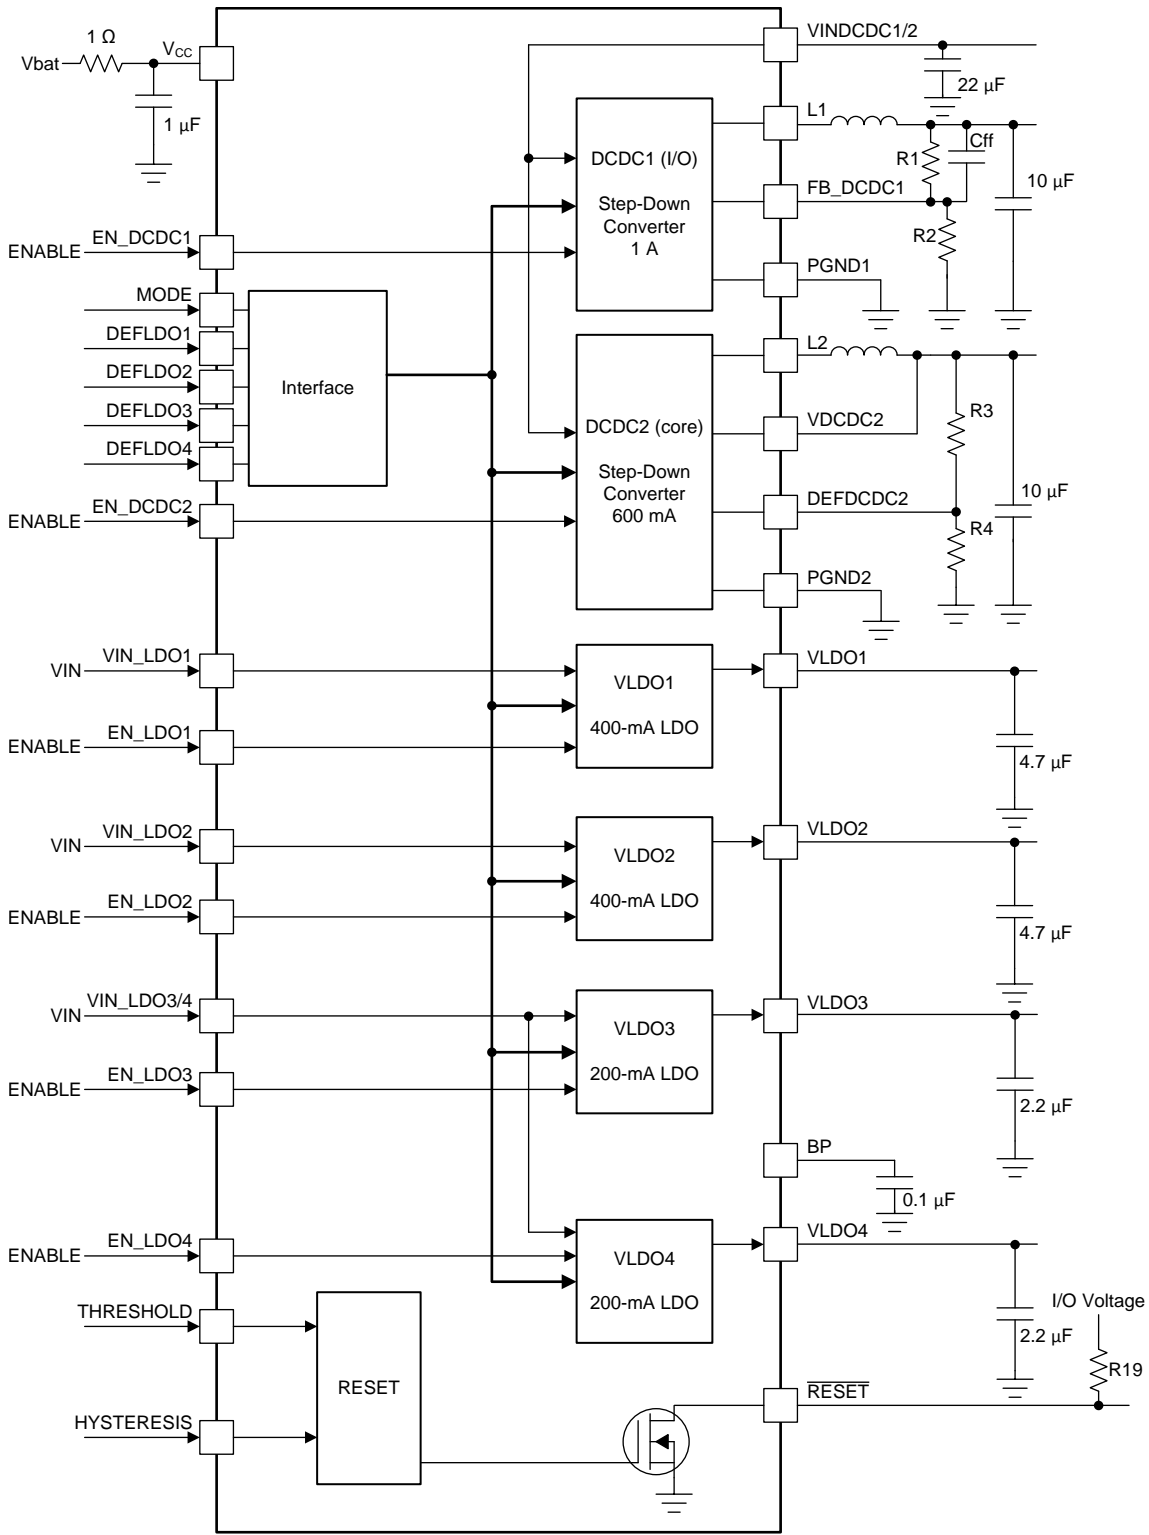 1 Ω
Vbat
VCC
1 µF
VINDCDC1/2
22 µF
L1
DCDC1 (I/O)
Step-Down
Converter
1 A
R1
Cff
10 µF
FB_DCDC1
R2
ENABLE
EN_DCDC1
PGND1
MODE
DEFLDO1
DEFLDO2
DEFLDO3
DEFLDO4
Interface
L2
DCDC2 (core)
Step-Down
Converter
600 mA
VDCDC2
R3
10 µF
DEFDCDC2
R4
ENABLE
EN_DCDC2
PGND2
VIN
VIN_LDO1
VLDO1
400-mA LDO
VLDO1
ENABLE
EN_LDO1
4.7 µF
VIN
VIN_LDO2
VLDO2
400-mA LDO
VLDO2
ENABLE
EN_LDO2
4.7 µF
VIN
VIN_LDO3/4
VLDO3
200-mA LDO
VLDO3
ENABLE
EN_LDO3
2.2 µF
BP
0.1 µF
ENABLE
EN_LDO4
VLDO4
200-mA LDO
VLDO4
2.2 µF
THRESHOLD
HYSTERESIS
RESET
RESET
I/O Voltage
R19